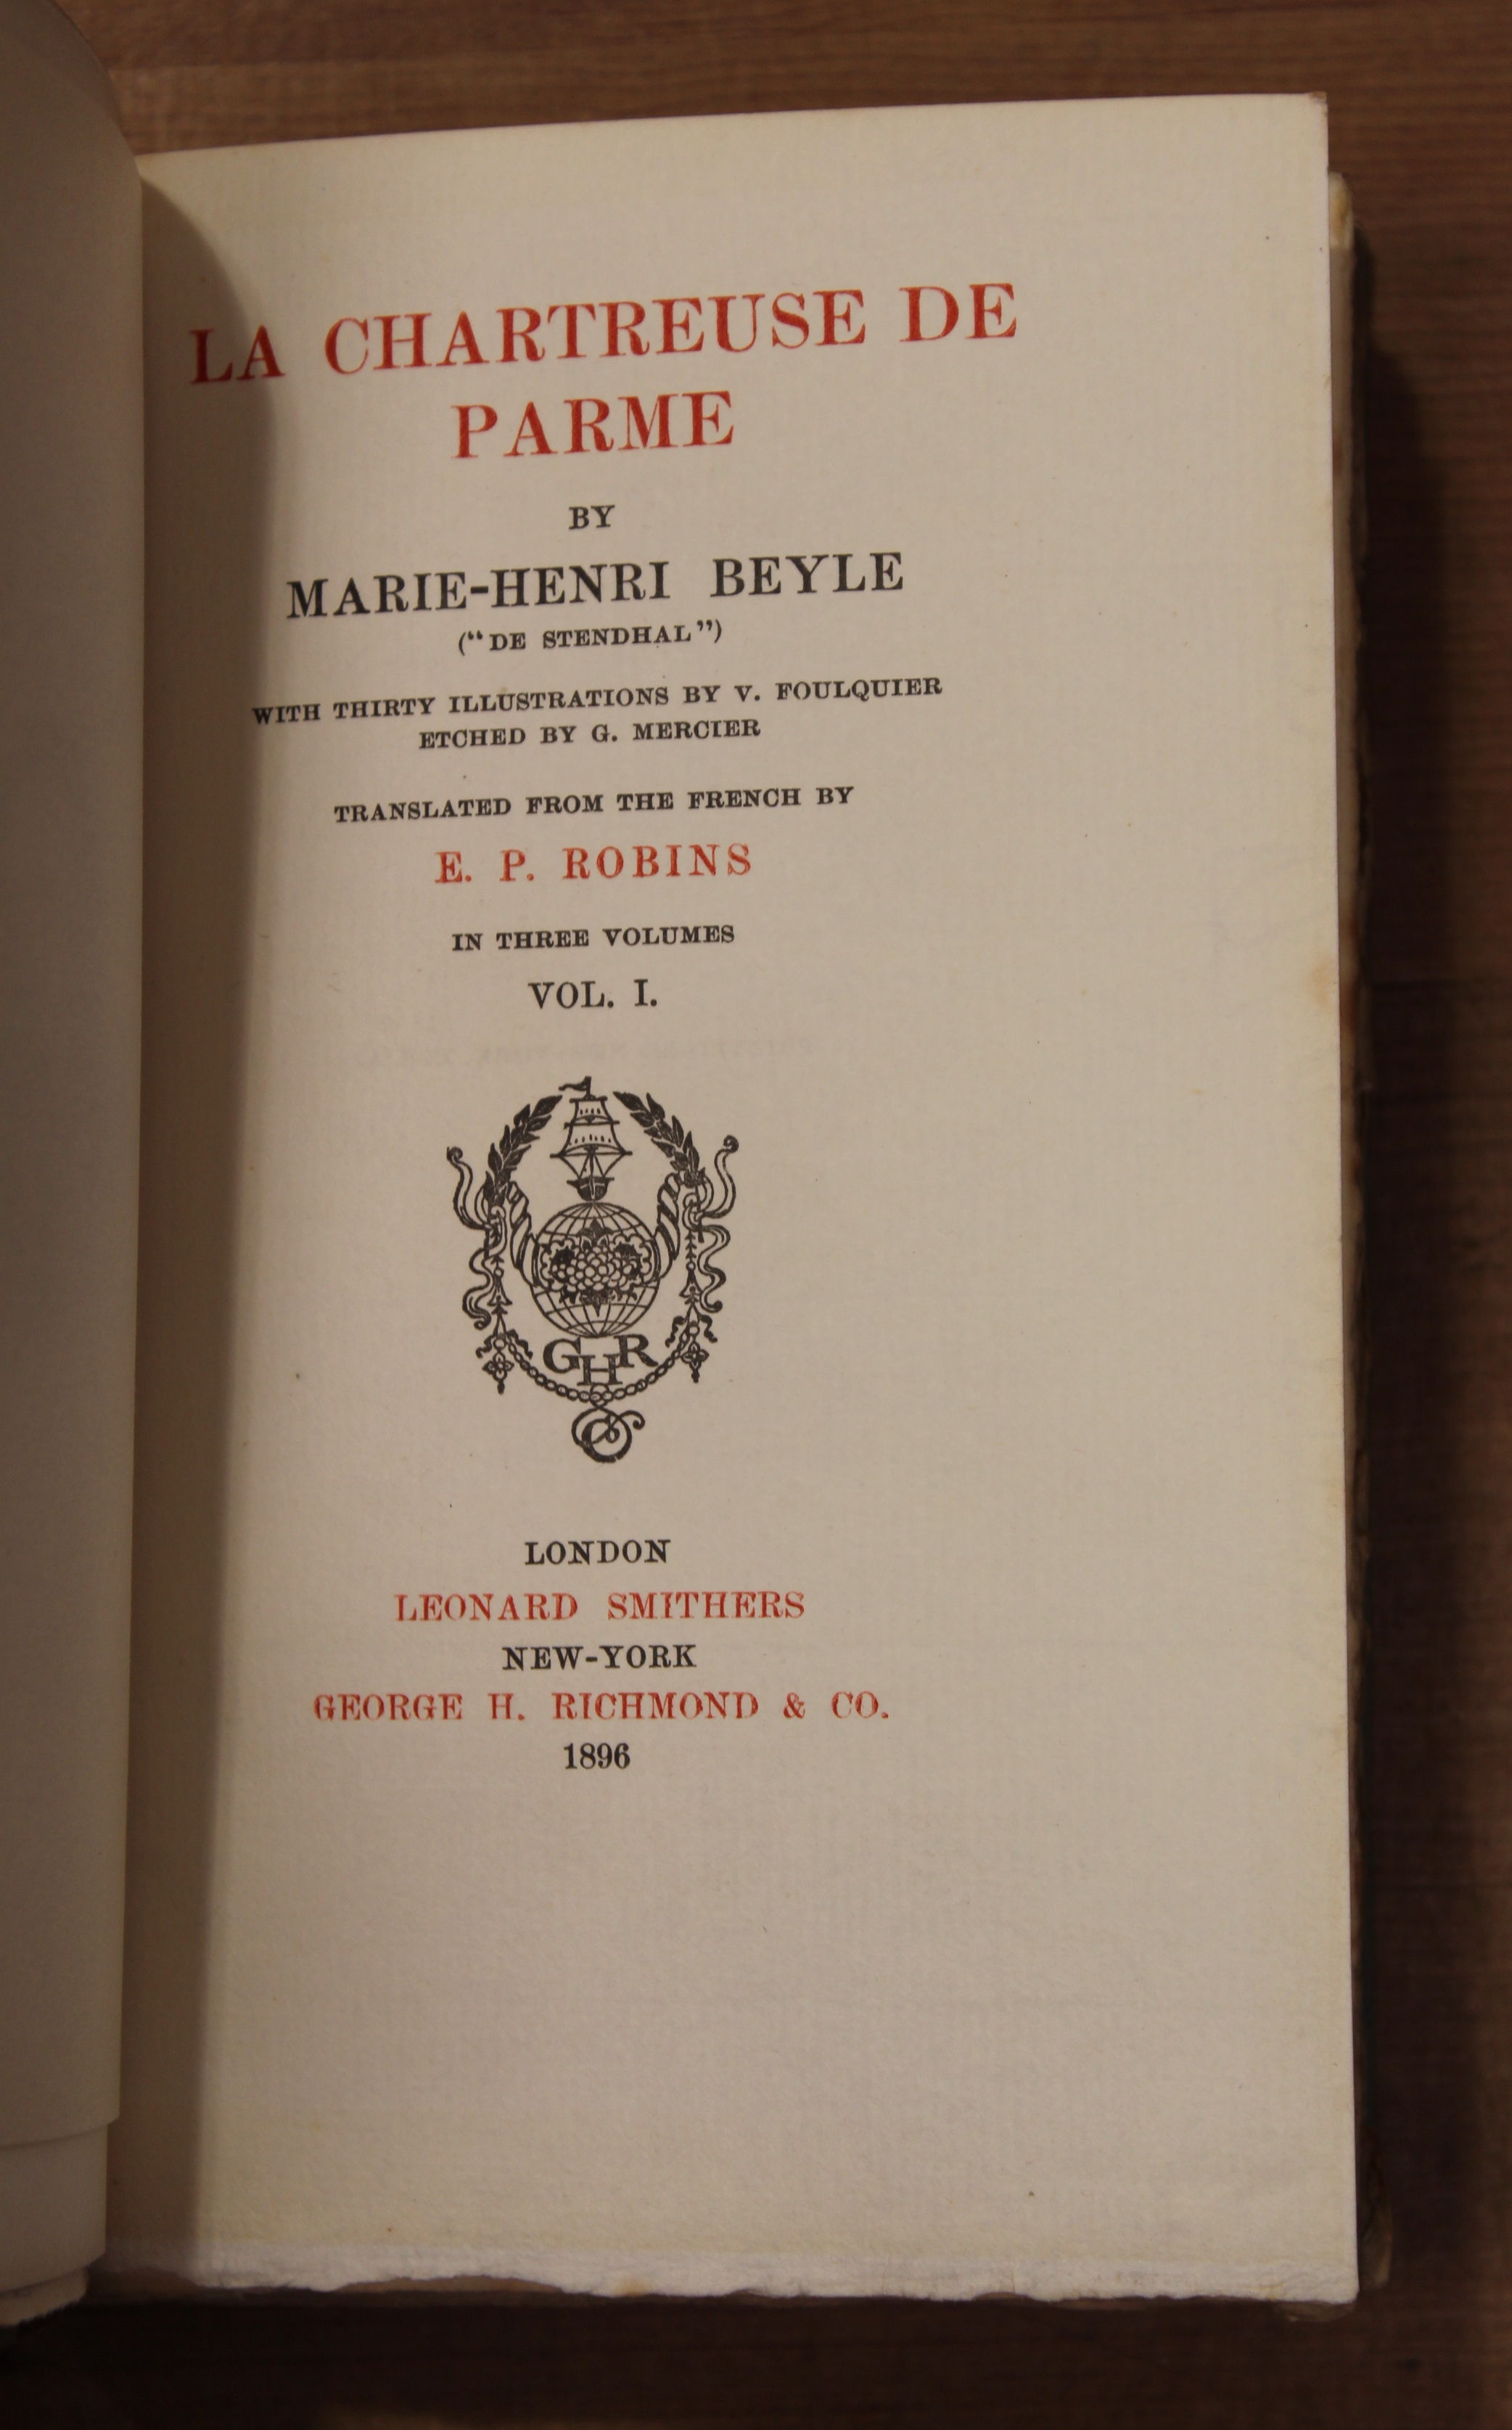 LA CHARTREUSE DE
PARME
BY
MARIE-HENRI BEYLE
(“DE STENDHAL”)
WITH THIRTY ILLUSTRATIONS BY V. FOULQUIER
ETCHED BY G. MERCIER
TRANSLATED FROM THE FRENCH BY
E. P. ROBINS
IN THREE VOLUMES
VOL. I.
GHR
LONDON
LEONARD SMITHERS
NEW-YORK
GEORGE H. RICHMOND & CO.
1896